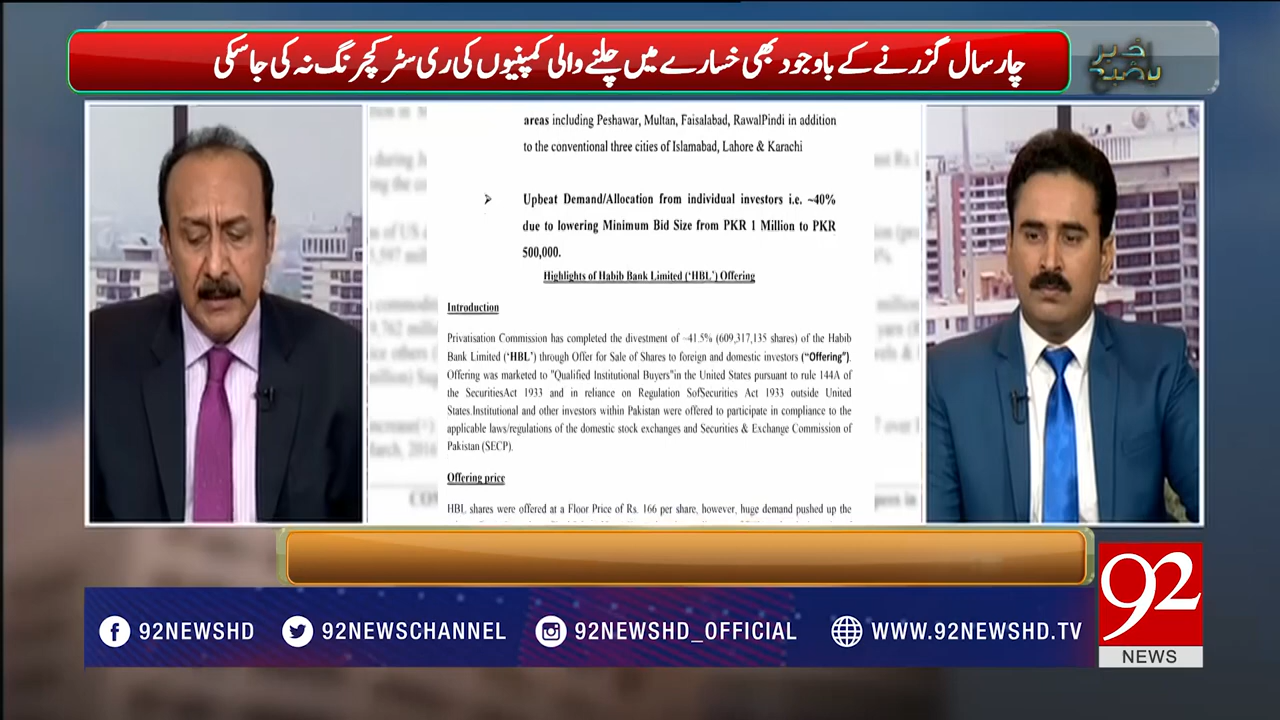 چار سال گزرنے کے باوجود بھی خسارے میں چلنے والی کمپنیوں کی ری سٹرکچرنگ نہ کی جا سکی
areas including Peshawar, Multan, Faisalabad, RawalPindi in addition
to the conventional three cities of Islamabad, Lahore & Karachi
➢ Upbeat Demand/Allocation from individual investors i.e. ~40%
due to lowering Minimum Bid Size from PKR 1 Million to PKR
500,000.
Highlights of Habib Bank Limited ('HBL') Offering
Introduction
Privatisation Commission has completed the divestment of ~41.5% (609,317,135 shares) of the Habib
Bank Limited ('HBL') through Offer for Sale of Shares to foreign and domestic investors ("Offering").
Offering was marketed to "Qualified Institutional Buyers"in the United States pursuant to rule 144A of
the SecuritiesAct 1933 and in reliance on Regulation SofSecurities Act 1933 outside United
States.Institutional and other investors within Pakistan were offered to participate in compliance to the
applicable laws/regulations of the domestic stock exchanges and Securities & Exchange Commission of
Pakistan (SECP).
Offering price
HBL shares were offered at a Floor Price of Rs. 166 per share, however, huge demand pushed up the
92NEWSHD
92NEWSCHANNEL
92NEWSHD_OFFICIAL
WWW.92NEWSHD.TV
92
NEWS